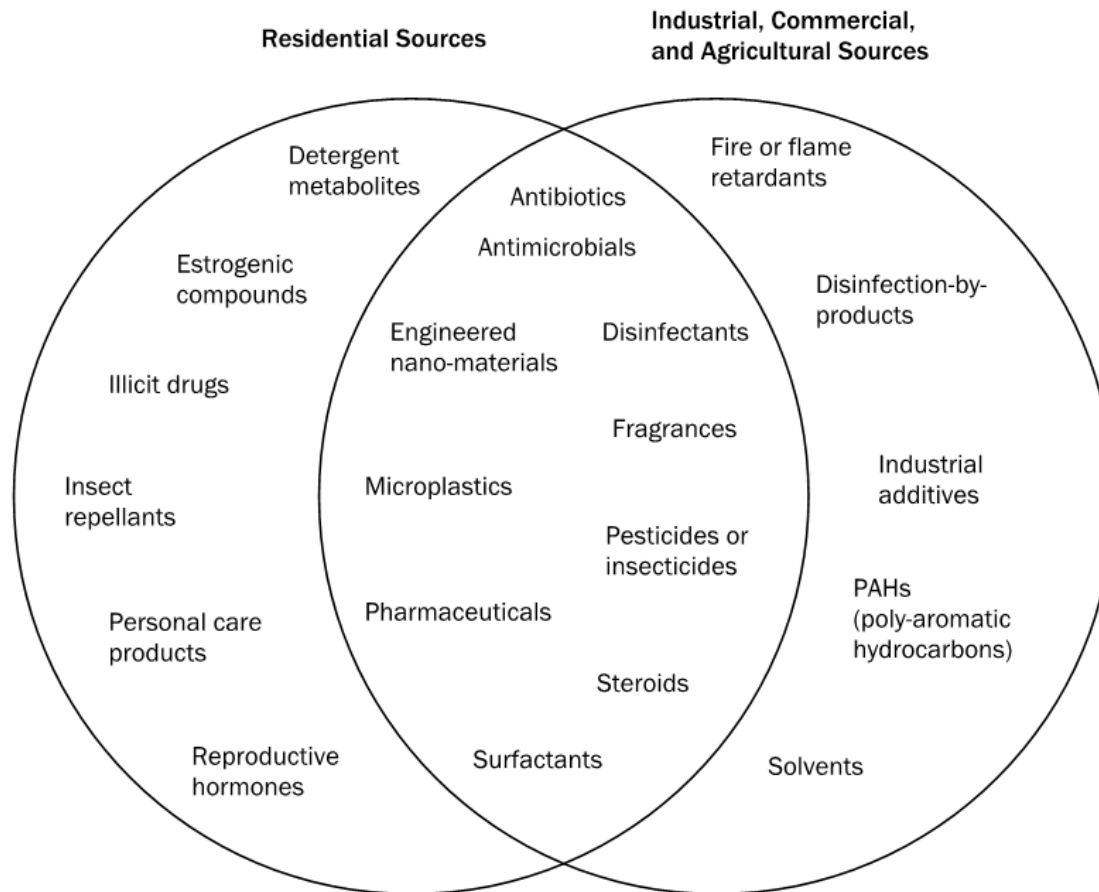 Residential Sources
Industrial, Commercial,
and Agricultural Sources
Detergent
metabolites
Estrogenic
compounds
Illicit drugs
Insect
repellants
Personal care
products
Reproductive
hormones
Antibiotics
Antimicrobials
Engineered
nano-materials
Disinfectants
Fragrances
Microplastics
Pesticides or
insecticides
Pharmaceuticals
Steroids
Surfactants
Fire or flame
retardants
Disinfection-by-
products
Industrial
additives
PAHs
(poly-aromatic
hydrocarbons)
Solvents